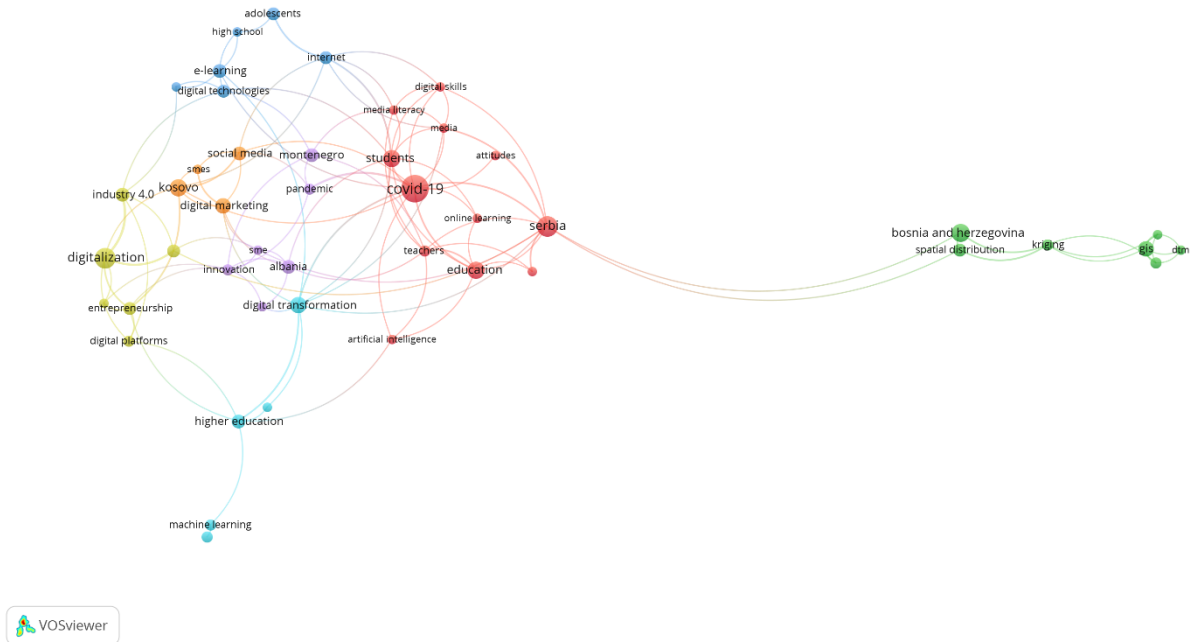 adolescents
high school
internet
e-learning
digital technologies
digital skills
media literacy
media
social media
montenegro
students
attitudes
smes
kosovo
pandemic
covid-19
industry 4.0
digital marketing
online learning
serbia
bosnia and herzegovina
spatial distribution
kriging
gis
dtm
digitalization
sme
teachers
innovation
albania
education
entrepreneurship
digital transformation
digital platforms
artificial intelligence
higher education
machine learning
VOSviewer